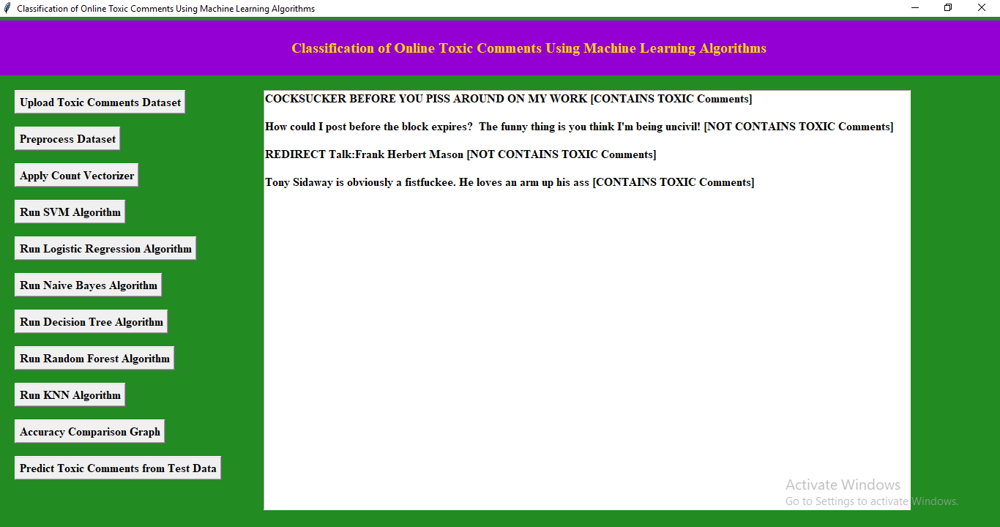 Classification of Online Toxic Comments Using Machine Learning Algorithms
Classification of Online Toxic Comments Using Machine Learning Algorithms
Upload Toxic Comments Dataset
Preprocess Dataset
Apply Count Vectorizer
Run SVM Algorithm
Run Logistic Regression Algorithm
Run Naive Bayes Algorithm
Run Decision Tree Algorithm
Run Random Forest Algorithm
Run KNN Algorithm
Accuracy Comparison Graph
Predict Toxic Comments from Test Data
COCKSUCKER BEFORE YOU PISS AROUND ON MY WORK [CONTAINS TOXIC Comments]
How could I post before the block expires?  The funny thing is you think I'm being uncivil! [NOT CONTAINS TOXIC Comments]
REDIRECT Talk:Frank Herbert Mason [NOT CONTAINS TOXIC Comments]
Tony Sidaway is obviously a fistfuckee. He loves an arm up his ass [CONTAINS TOXIC Comments]
Activate Windows
Go to Settings to activate Windows.